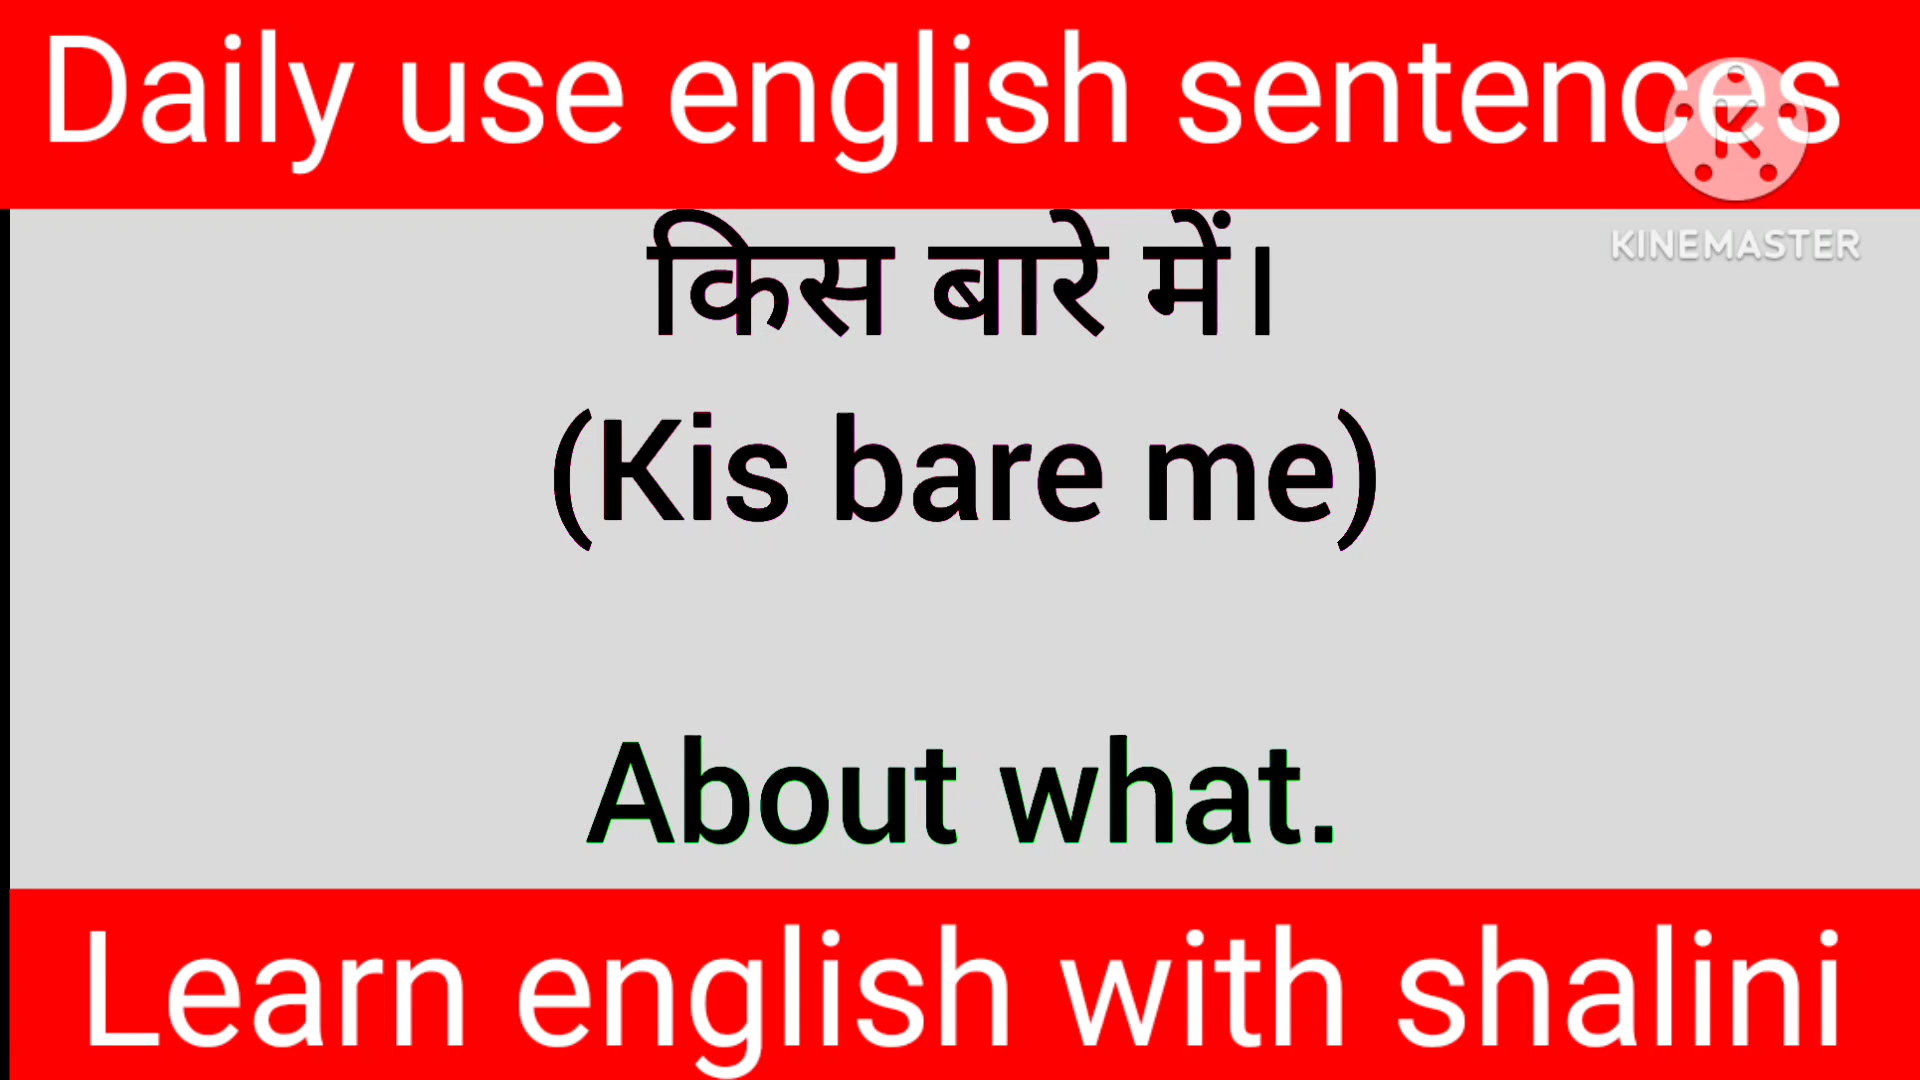 Daily use english sentences
KINEMASTER
किस बारे में।
(Kis bare me)
About what.
Learn english with shalini